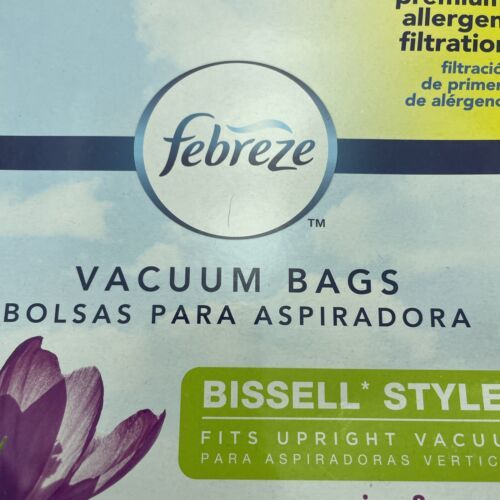 premium
allergen
filtration
filtració
de primer
de alérgeno
febreze
TM
VACUUM BAGS
BOLSAS PARA ASPIRADORA
BISSELL* STYLE
FITS UPRIGHT VACUU
PARA ASPIRADORAS VERTIC